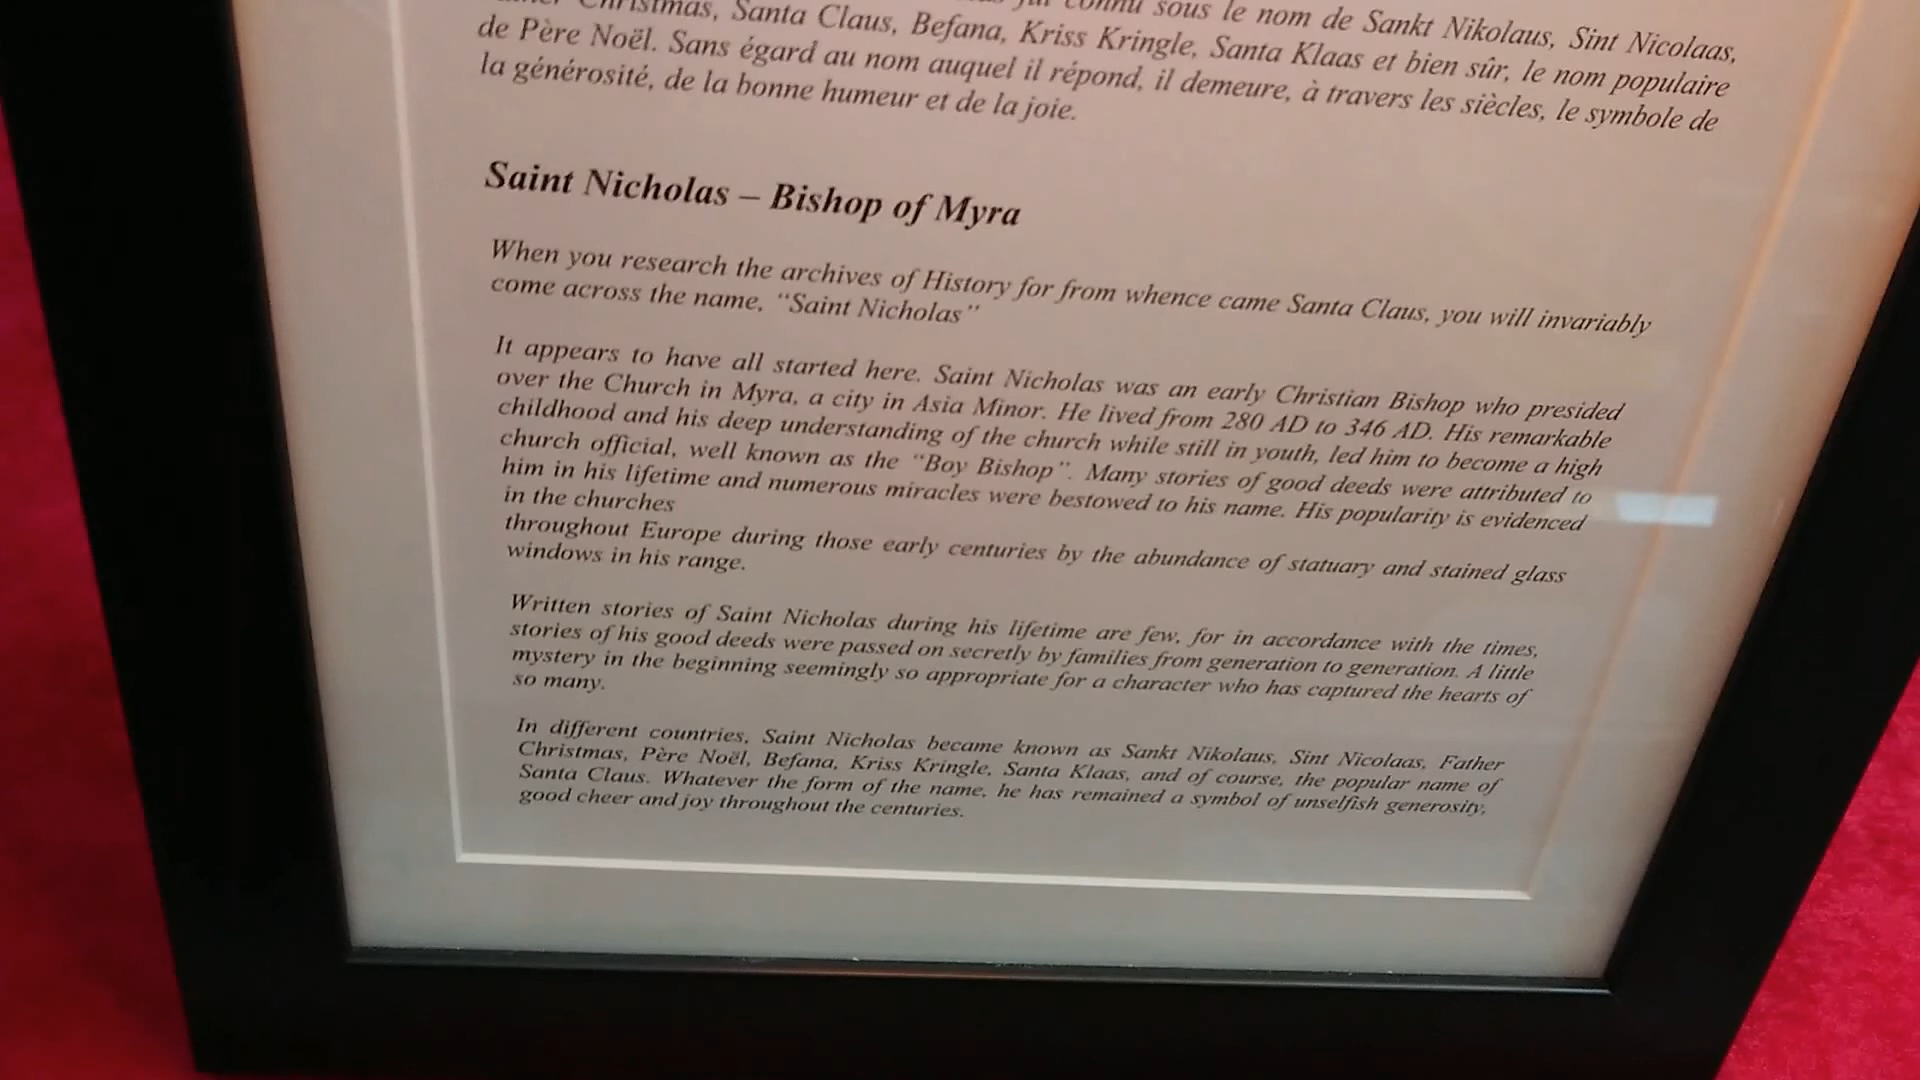 Christmas, Santa Claus, Befana, Kriss Kringle, Santa Klaas et bien sûr, le nom populaire
connu sous le nom de Sankt Nikolaus, Sint Nicolaas,
de Père Noël. Sans égard au nom auquel il répond, il demeure, à travers les siècles, le symbole de
la générosité, de la bonne humeur et de la joie.
Saint Nicholas – Bishop of Myra
When you research the archives of History for from whence came Santa Claus, you will invariably
come across the name, “Saint Nicholas”
It appears to have all started here. Saint Nicholas was an early Christian Bishop who presided
over the Church in Myra, a city in Asia Minor. He lived from 280 AD to 346 AD. His remarkable
childhood and his deep understanding of the church while still in youth, led him to become a high
church official, well known as the “Boy Bishop”. Many stories of good deeds were attributed to
him in his lifetime and numerous miracles were bestowed to his name. His popularity is evidenced
in the churches
throughout Europe during those early centuries by the abundance of statuary and stained glass
windows in his range.
Written stories of Saint Nicholas during his lifetime are few, for in accordance with the times,
stories of his good deeds were passed on secretly by families from generation to generation. A little
mystery in the beginning seemingly so appropriate for a character who has captured the hearts of
so many.
In different countries, Saint Nicholas became known as Sankt Nikolaus, Sint Nicolaas, Father
Christmas, Père Noël, Befana, Kriss Kringle, Santa Klaas, and of course, the popular name of
Santa Claus. Whatever the form of the name, he has remained a symbol of unselfish generosity,
good cheer and joy throughout the centuries.